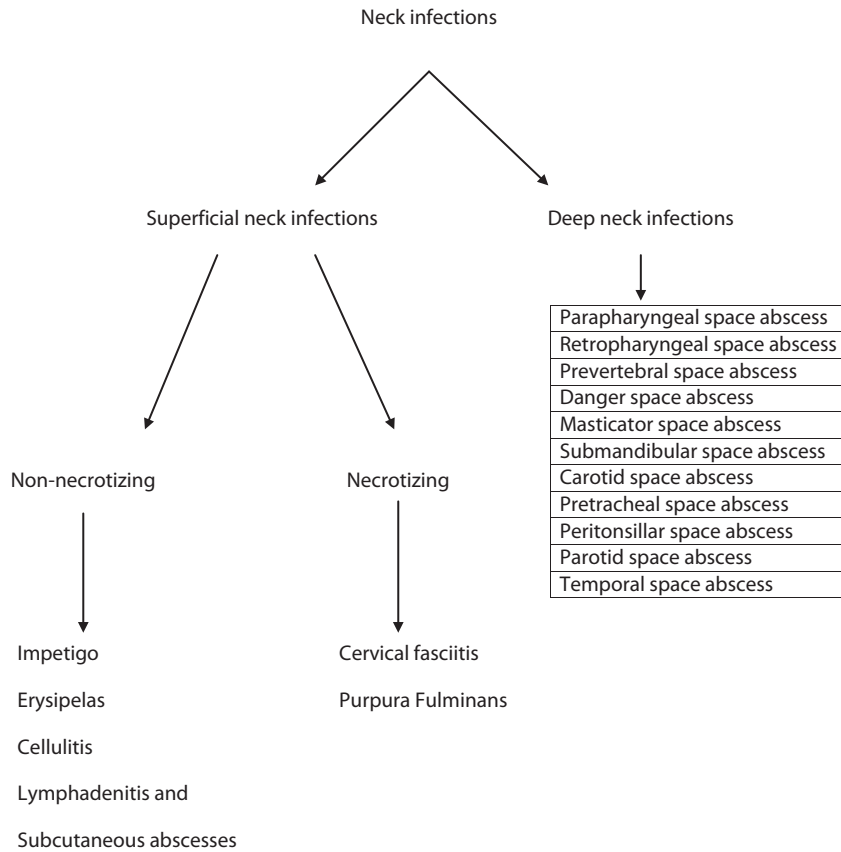 Neck infections
Superficial neck infections
Deep neck infections
Parapharyngeal space abscess
Retropharyngeal space abscess
Prevertebral space abscess
Danger space abscess
Masticator space abscess
Submandibular space abscess
Carotid space abscess
Pretracheal space abscess
Peritonsillar space abscess
Parotid space abscess
Temporal space abscess
Non-necrotizing
Necrotizing
Impetigo
Erysipelas
Cellulitis
Lymphadenitis and
Subcutaneous abscesses
Cervical fasciitis
Purpura Fulminans